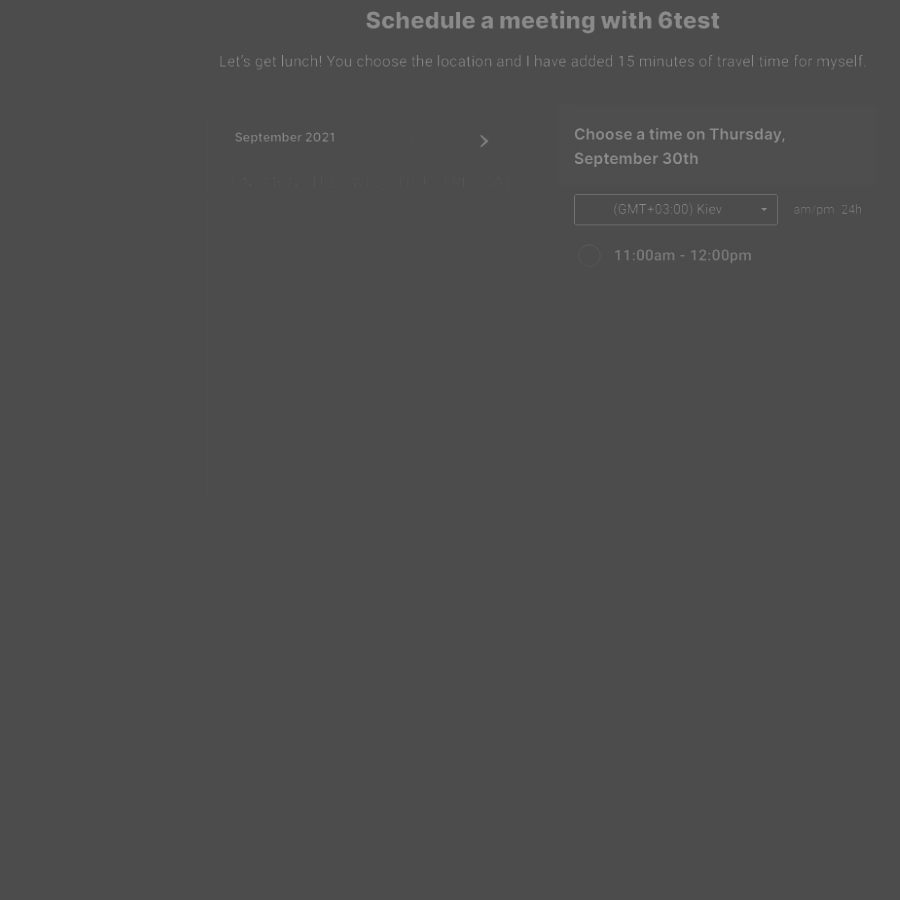 Schedule a meeting with 6test
Let's get lunch! You choose the location and I have added 15 minutes of travel time for myself.
September 2021
Choose a time on Thursday,
September 30th
(GMT+03:00) Kiev
am/pm 24h
11:00am - 12:00pm